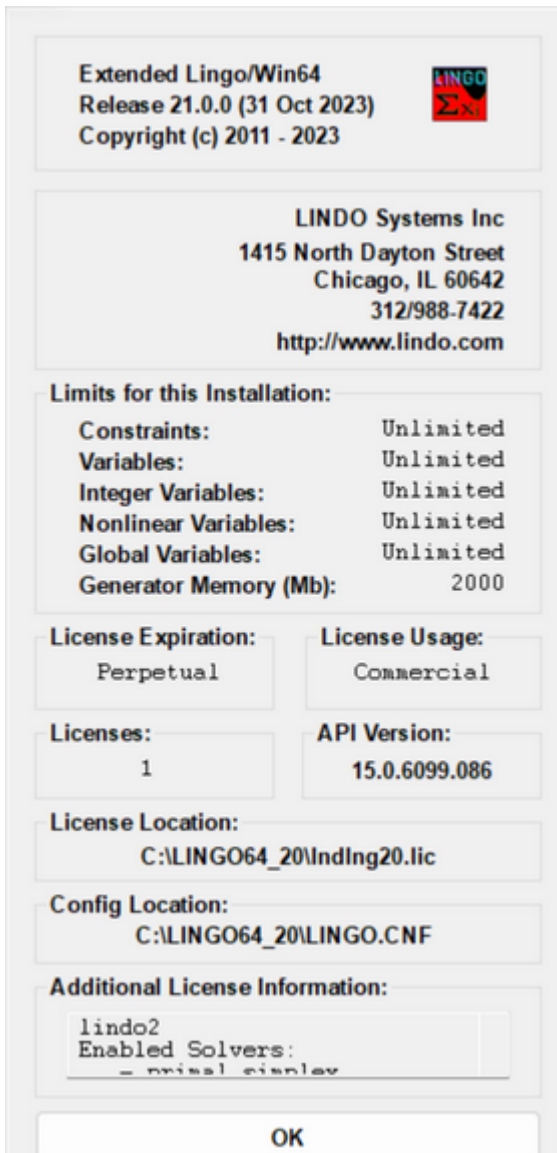 Extended Lingo/Win64
Release 21.0.0 (31 Oct 2023)
Copyright (c) 2011 - 2023
LINGO
Σxi
LINDO Systems Inc
1415 North Dayton Street
Chicago, IL 60642
312/988-7422
http://www.lindo.com
Limits for this Installation:
Constraints: Unlimited
Variables: Unlimited
Integer Variables: Unlimited
Nonlinear Variables: Unlimited
Global Variables: Unlimited
Generator Memory (Mb): 2000
License Expiration: License Usage:
Perpetual Commercial
Licenses: API Version:
1 15.0.6099.086
License Location:
C:\LINGO64_20\lndlng20.lic
Config Location:
C:\LINGO64_20\LINGO.CNF
Additional License Information:
lindo2
Enabled Solvers:
- primal simplex
OK